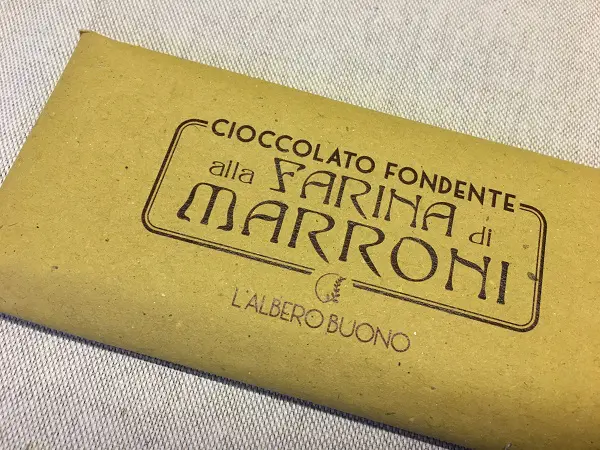 CIOCCOLATO FONDENTE
alla FARINA di
MARRONI
L'ALBERO BUONO